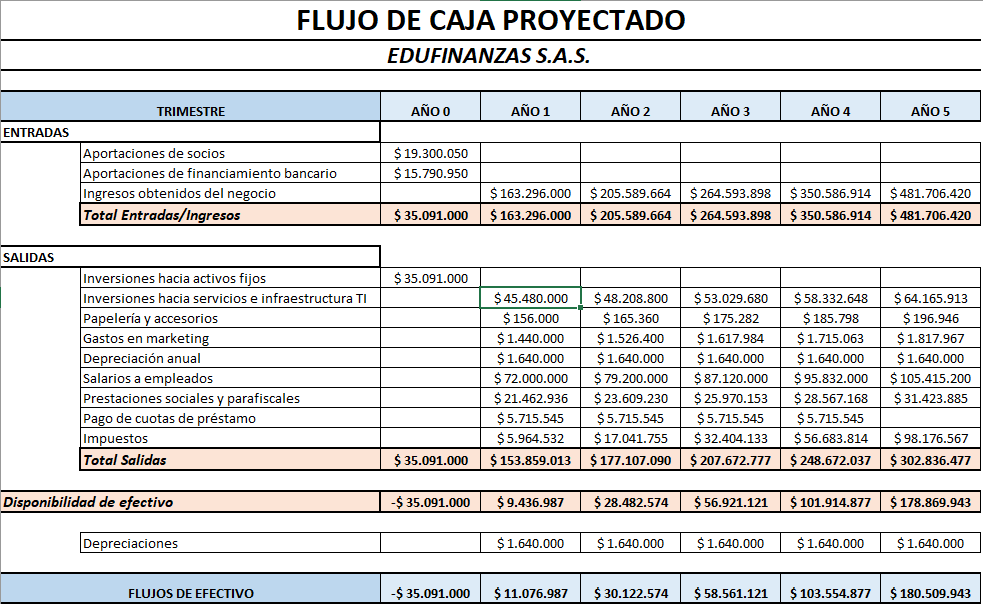 FLUJO DE CAJA PROYECTADO
EDUFINANZAS S.A.S.
TRIMESTRE AÑO 0 AÑO 1 AÑO 2 AÑO 3 AÑO 4 AÑO 5
ENTRADAS
Aportaciones de socios $ 19.300.050
Aportaciones de financiamiento bancario $ 15.790.950
Ingresos obtenidos del negocio $ 163.296.000 $ 205.589.664 $ 264.593.898 $ 350.586.914 $ 481.706.420
Total Entradas/Ingresos $ 35.091.000 $ 163.296.000 $ 205.589.664 $ 264.593.898 $ 350.586.914 $ 481.706.420
SALIDAS
Inversiones hacia activos fijos $ 35.091.000
Inversiones hacia servicios e infraestructura TI $ 45.480.000 $ 48.208.800 $ 53.029.680 $ 58.332.648 $ 64.165.913
Papelería y accesorios $ 156.000 $ 165.360 $ 175.282 $ 185.798 $ 196.946
Gastos en marketing $ 1.440.000 $ 1.526.400 $ 1.617.984 $ 1.715.063 $ 1.817.967
Depreciación anual $ 1.640.000 $ 1.640.000 $ 1.640.000 $ 1.640.000 $ 1.640.000
Salarios a empleados $ 72.000.000 $ 79.200.000 $ 87.120.000 $ 95.832.000 $ 105.415.200
Prestaciones sociales y parafiscales $ 21.462.936 $ 23.609.230 $ 25.970.153 $ 28.567.168 $ 31.423.885
Pago de cuotas de préstamo $ 5.715.545 $ 5.715.545 $ 5.715.545 $ 5.715.545
Impuestos $ 5.964.532 $ 17.041.755 $ 32.404.133 $ 56.683.814 $ 98.176.567
Total Salidas $ 35.091.000 $ 153.859.013 $ 177.107.090 $ 207.672.777 $ 248.672.037 $ 302.836.477
Disponibilidad de efectivo -$ 35.091.000 $ 9.436.987 $ 28.482.574 $ 56.921.121 $ 101.914.877 $ 178.869.943
Depreciaciones $ 1.640.000 $ 1.640.000 $ 1.640.000 $ 1.640.000 $ 1.640.000
FLUJOS DE EFECTIVO -$ 35.091.000 $ 11.076.987 $ 30.122.574 $ 58.561.121 $ 103.554.877 $ 180.509.943